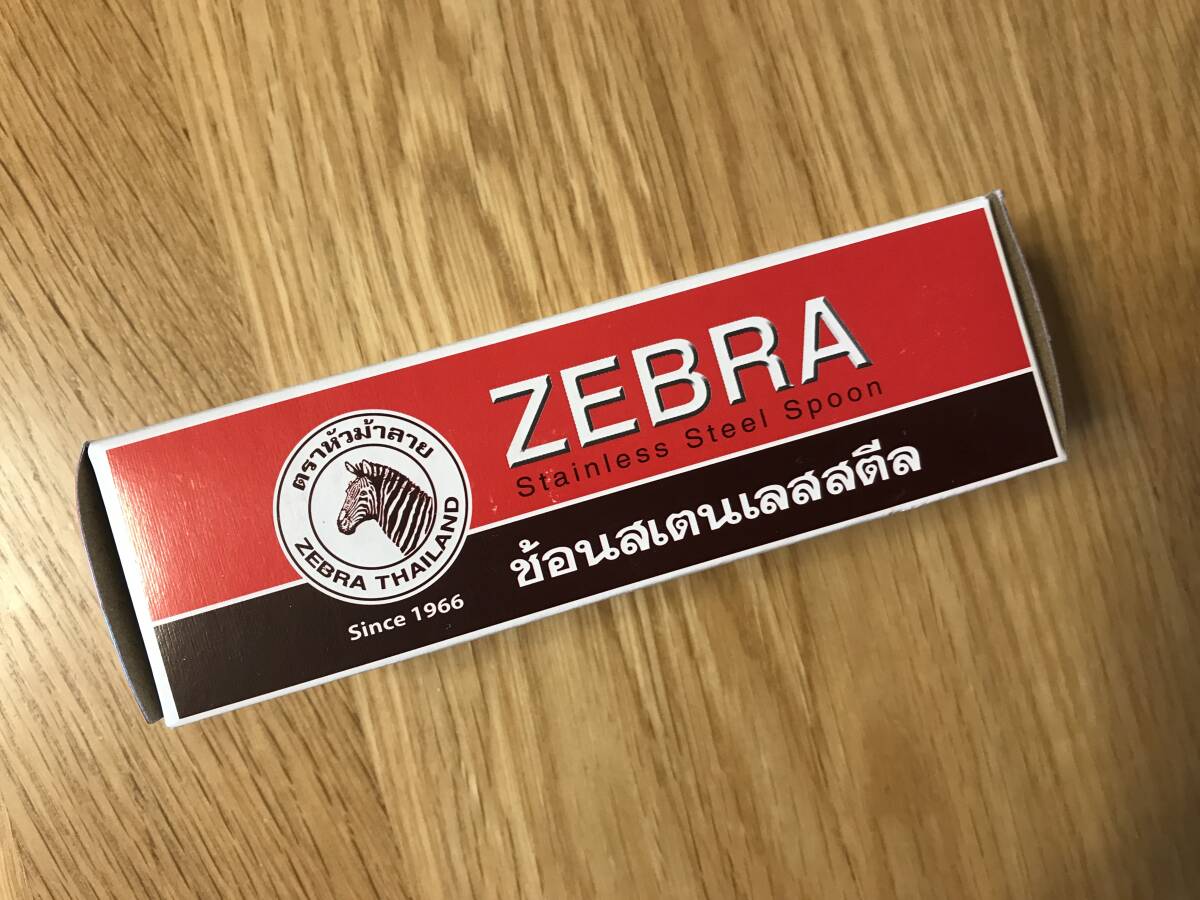 ตราหัวม้าลาย
ZEBRA THAILAND
Since 1966
ZEBRA
Stainless Steel Spoon
ช้อนสเตนเลสสตีล